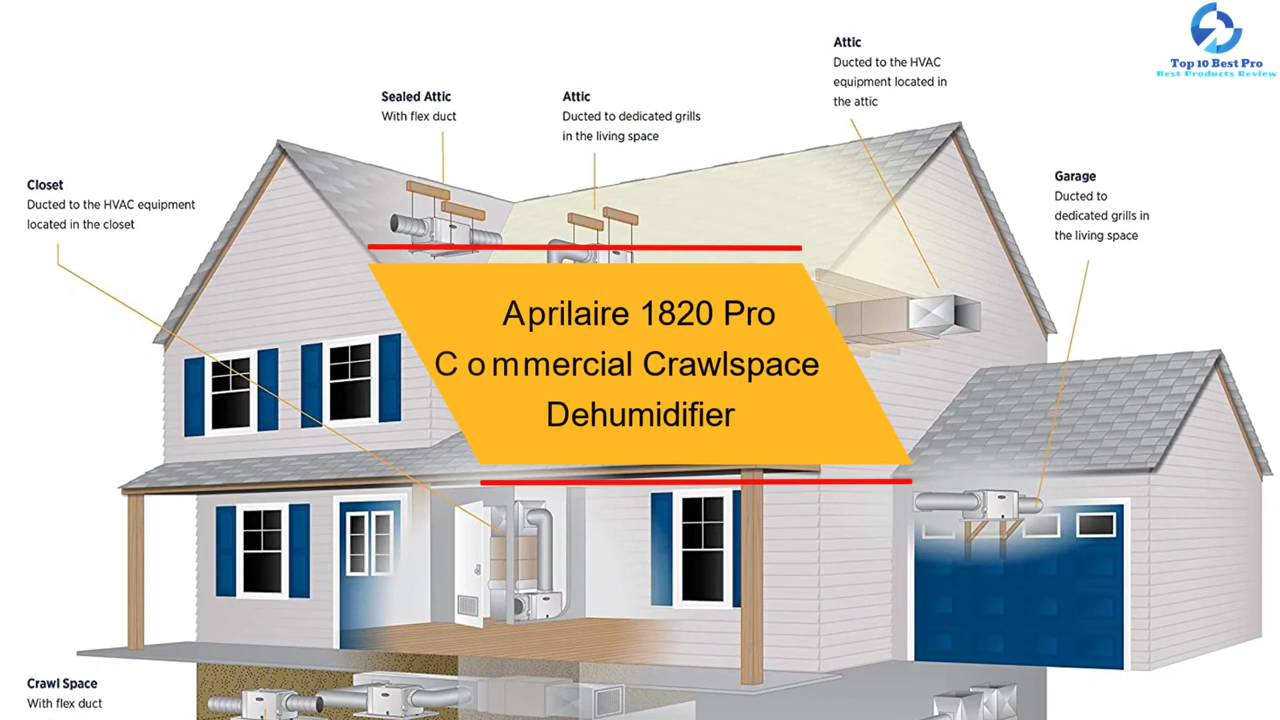 Top 10 Best Pro
Best Products Review
Attic
Ducted to the HVAC
equipment located in
the attic
Sealed Attic
With flex duct
Attic
Ducted to dedicated grills
in the living space
Closet
Ducted to the HVAC equipment
located in the closet
Garage
Ducted to
dedicated grills in
the living space
Aprilaire 1820 Pro
Commercial Crawlspace
Dehumidifier
Crawl Space
With flex duct